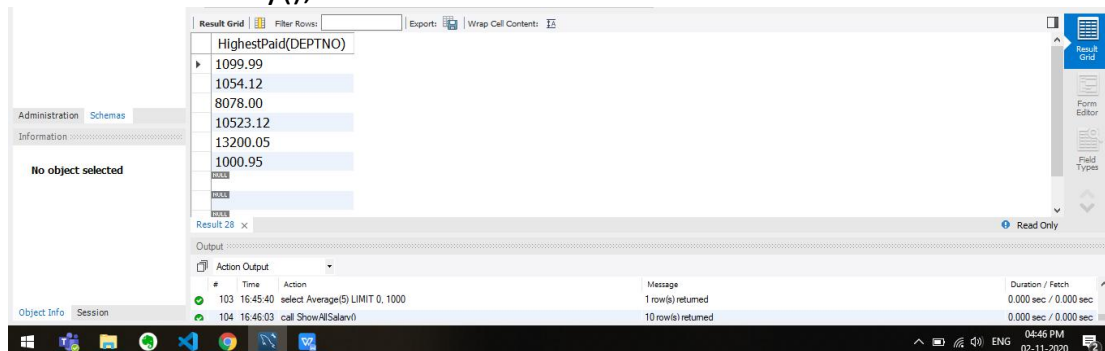 Result Grid Filter Rows: Export: Wrap Cell Content: IA
HighestPaid(DEPTNO)
1099.99
1054.12
8078.00
10523.12
13200.05
1000.95
NULL
NULL
NULL
Result Grid
Form Editor
Field Types
Administration Schemas
Information
No object selected
Result 28 × Read Only
Output
Action Output
# Time Action Message Duration / Fetch
103 16:45:40 select Average(5) LIMIT 0, 1000 1 row(s) returned 0.000 sec / 0.000 sec
104 16:46:03 call ShowAllSalary() 10 row(s) returned 0.000 sec / 0.000 sec
Object Info Session
ENG 04:46 PM
02-11-2020